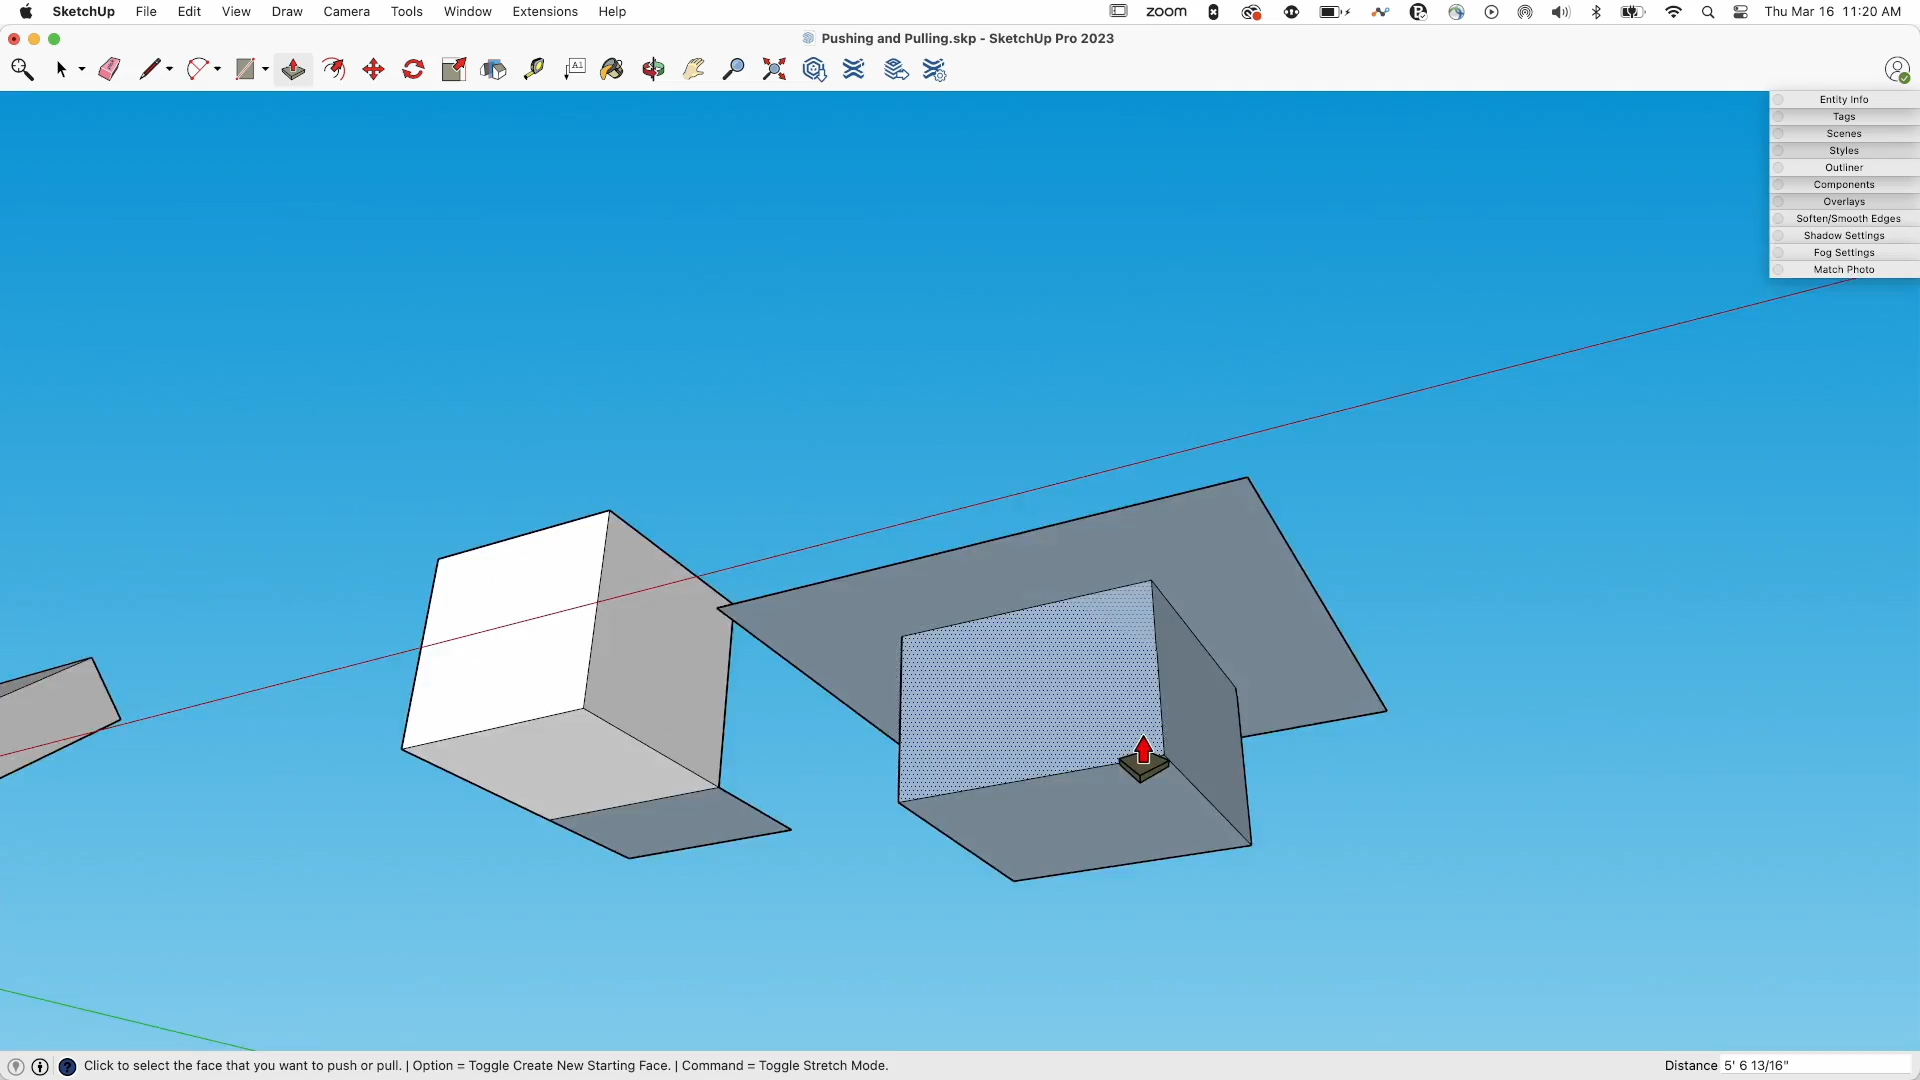 SketchUp File Edit View Draw Camera Tools Window Extensions Help zoom Thu Mar 16 11:20 AM
Pushing and Pulling.skp - SketchUp Pro 2023
A1
Entity Info
Tags
Scenes
Styles
Outliner
Components
Overlays
Soften/Smooth Edges
Shadow Settings
Fog Settings
Match Photo
Click to select the face that you want to push or pull. | Option = Toggle Create New Starting Face. | Command = Toggle Stretch Mode. Distance 5' 6 13/16"